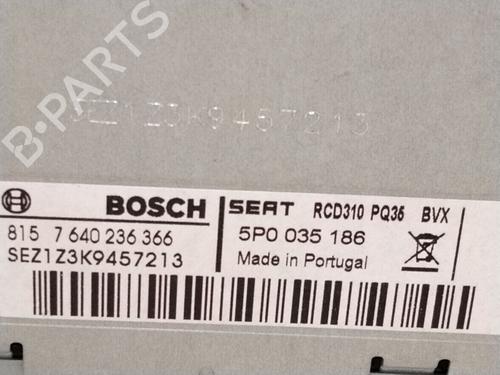 B-PARTS
SEZ1Z3K9457213
BOSCH
SEAT RCD310 PQ35 BVX
815 7 640 236 366
5P0 035 186
SEZ1Z3K9457213
Made in Portugal